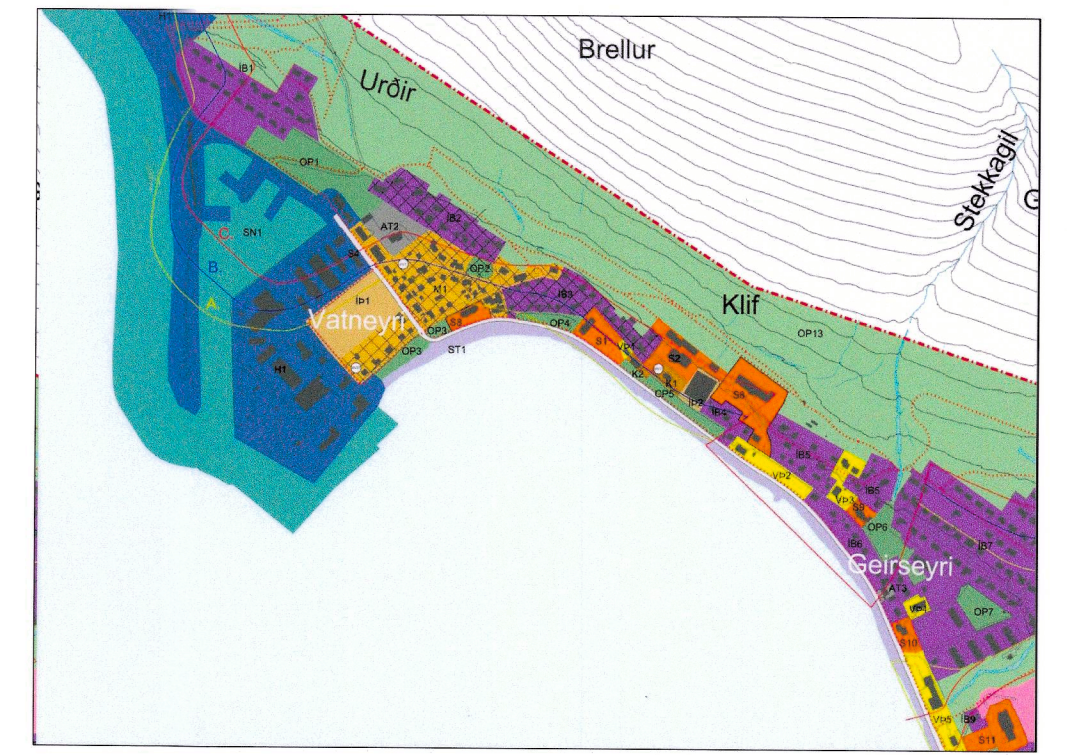 H1
Brellur
ÍB1
Urðir
OP1
Stekkagil
G
ÍB2
AT2
C.
SN1
S4
B.
OP2
M1
A
ÍÞ1
ÍB3
Klif
Vatneyri
S8
OP3
OP4
OP13
OP3
ST1
S1
VÞ1
S2
H1
K2
K1
OP5
ÍÞ2
S6
ÍB4
ÍB5
VÞ2
ÍB5
VÞ3
S9
OP6
ÍB6
ÍB7
Geirseyri
AT3
OP7
S10
VÞ5
ÍB9
S11